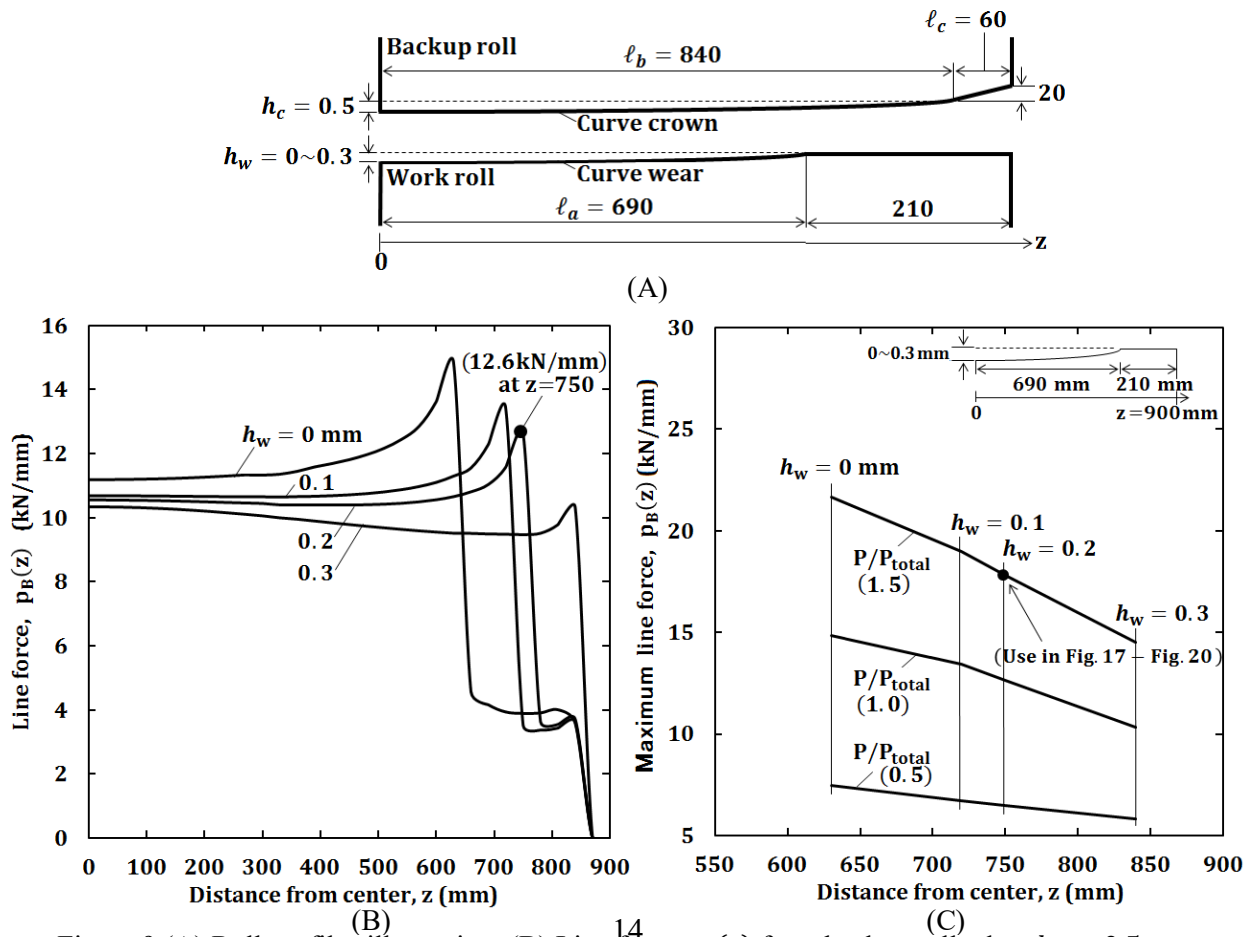 Backup roll
ℓc = 60
ℓb = 840
hc = 0.5
20
Curve crown
hw = 0~0.3
Work roll
Curve wear
ℓa = 690
210
z
0
(A)
16
14
12
10
8
6
4
2
0
Line force, pB(z) (kN/mm)
(12.6kN/mm)
at z=750
hw = 0 mm
0.1
0.2
0.3
0 100 200 300 400 500 600 700 800 900
Distance from center, z (mm)
(B)
30
25
20
15
10
5
Maximum line force, pB(z) (kN/mm)
0~0.3 mm
690 mm
210 mm
0
z=900mm
hw = 0 mm
hw = 0.1
hw = 0.2
hw = 0.3
P/Ptotal
(1.5)
(Use in Fig. 17 − Fig. 20)
P/Ptotal
(1.0)
P/Ptotal
(0.5)
550 600 650 700 750 800 850 900
Distance from center, z (mm)
(C)
14